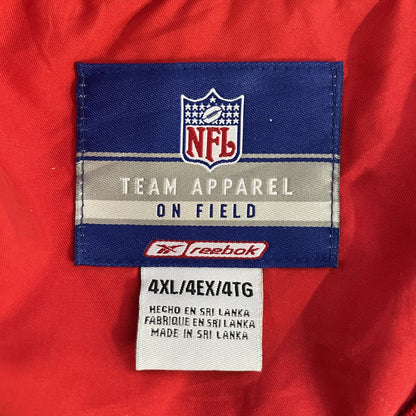 NFL
TEAM APPAREL
ON FIELD
Reebok
4XL/4EX/4TG
HECHO EN SRI LANKA
FABRIQUE EN SRI LANKA
MADE IN SRI LANKA